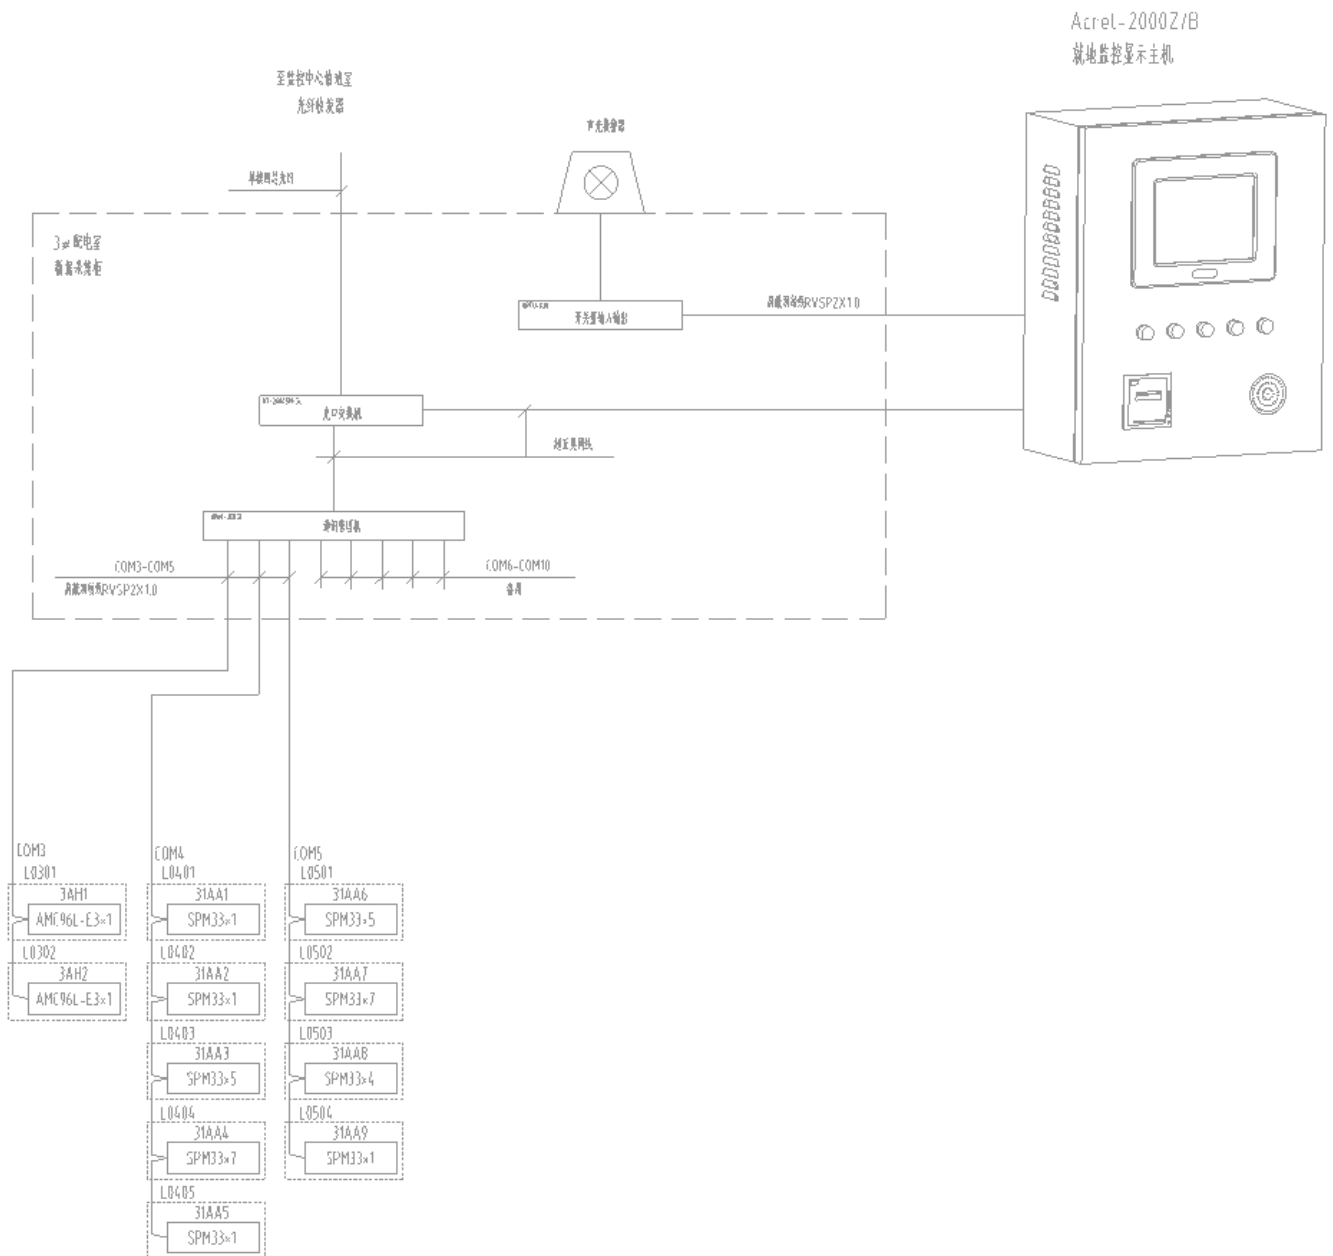 Acrel-2000Z/B
就地监控显示主机
至监控中心值班室
光纤收发器
声光报警器
单模四芯光纤
3#配电室
数据采集柜
开关量输入输出
屏蔽双绞线RVSP2X1.0
光口交换机
超五类网线
通讯管理机
COM3-COM5
屏蔽双绞线RVSP2X1.0
COM6-COM10
备用
COM3
L0301
3AH1
AMC96L-E3×1
L0302
3AH2
AMC96L-E3×1
COM4
L0401
31AA1
SPM33×1
L0402
31AA2
SPM33×1
L0403
31AA3
SPM33×5
L0404
31AA4
SPM33×7
L0405
31AA5
SPM33×1
COM5
L0501
31AA6
SPM33×5
L0502
31AA7
SPM33×7
L0503
31AA8
SPM33×4
L0504
31AA9
SPM33×1